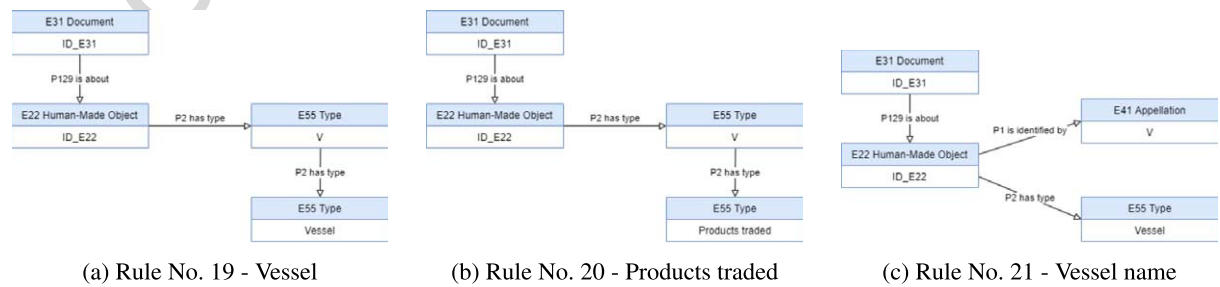 E31 Document
ID_E31
P129 is about
E22 Human-Made Object
ID_E22
P2 has type
E55 Type
V
P2 has type
E55 Type
Vessel
(a) Rule No. 19 - Vessel
E31 Document
ID_E31
P129 is about
E22 Human-Made Object
ID_E22
P2 has type
E55 Type
V
P2 has type
E55 Type
Products traded
(b) Rule No. 20 - Products traded
E31 Document
ID_E31
P129 is about
E22 Human-Made Object
ID_E22
P1 is identified by
E41 Appellation
V
P2 has type
E55 Type
Vessel
(c) Rule No. 21 - Vessel name